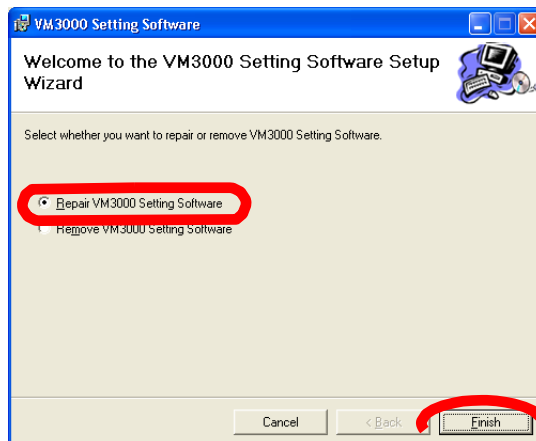 VM3000 Setting Software
Welcome to the VM3000 Setting Software Setup
Wizard
Select whether you want to repair or remove VM3000 Setting Software.
Repair VM3000 Setting Software
Remove VM3000 Setting Software
Cancel < Back Finish